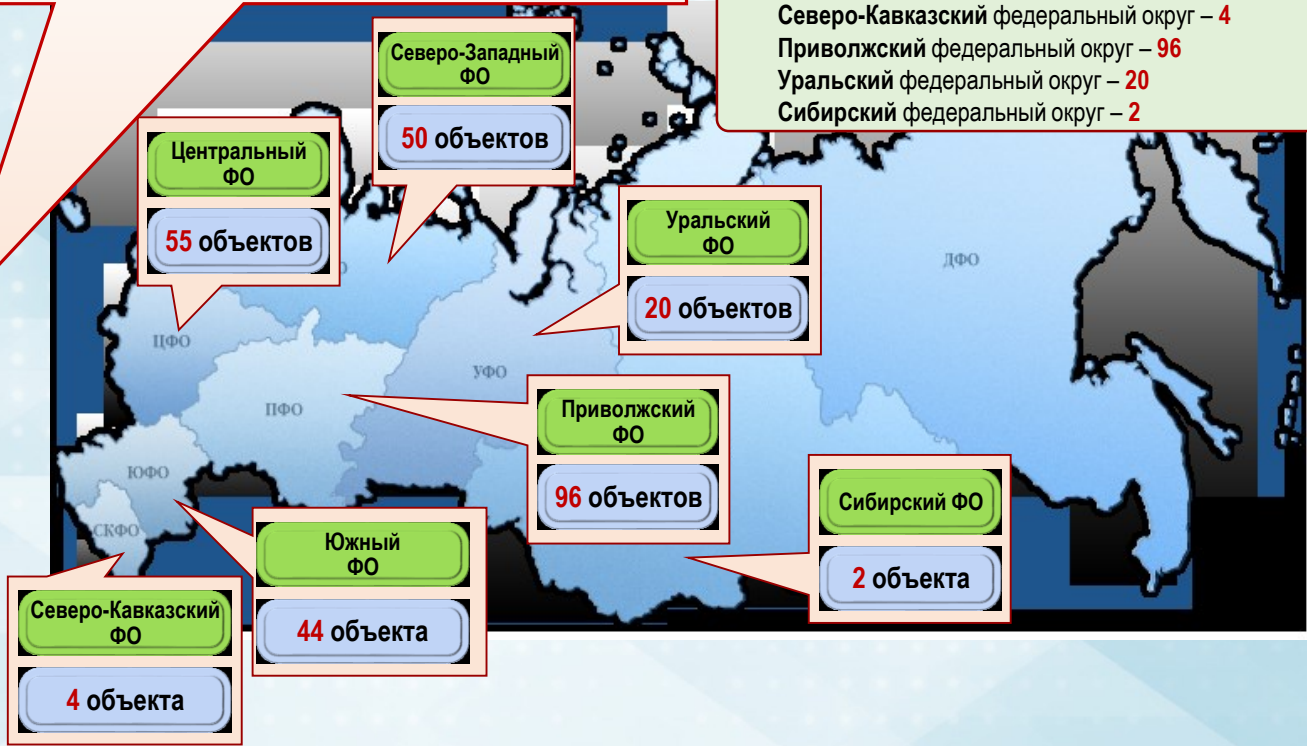 Северо-Кавказский федеральный округ – 4
Приволжский федеральный округ – 96
Уральский федеральный округ – 20
Сибирский федеральный округ – 2
Северо-Западный
ФО
50 объектов
Центральный
ФО
55 объектов
Уральский
ФО
20 объектов
ДФО
ЦФО
УФО
ПФО
Приволжский
ФО
96 объектов
ЮФО
СКФО
Сибирский ФО
2 объекта
Южный
ФО
44 объекта
Северо-Кавказский
ФО
4 объекта